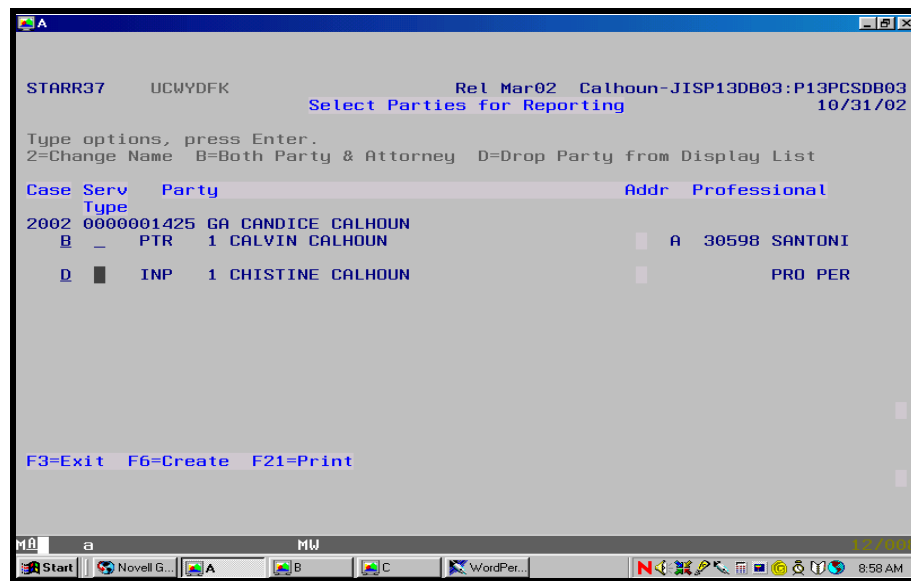 A
STARR37 UCWYDFK Rel Mar02 Calhoun-JISP13DB03:P13PCSDB03
Select Parties for Reporting 10/31/02
Type options, press Enter.
2=Change Name B=Both Party & Attorney D=Drop Party from Display List
Case Serv Party Addr Professional
Type
2002 0000001425 GA CANDICE CALHOUN
B _ PTR 1 CALVIN CALHOUN A 30598 SANTONI
D INP 1 CHISTINE CALHOUN PRO PER
F3=Exit F6=Create F21=Print
MA a MW 12/001
Start Novell G... A B C WordPer... N 8:58 AM